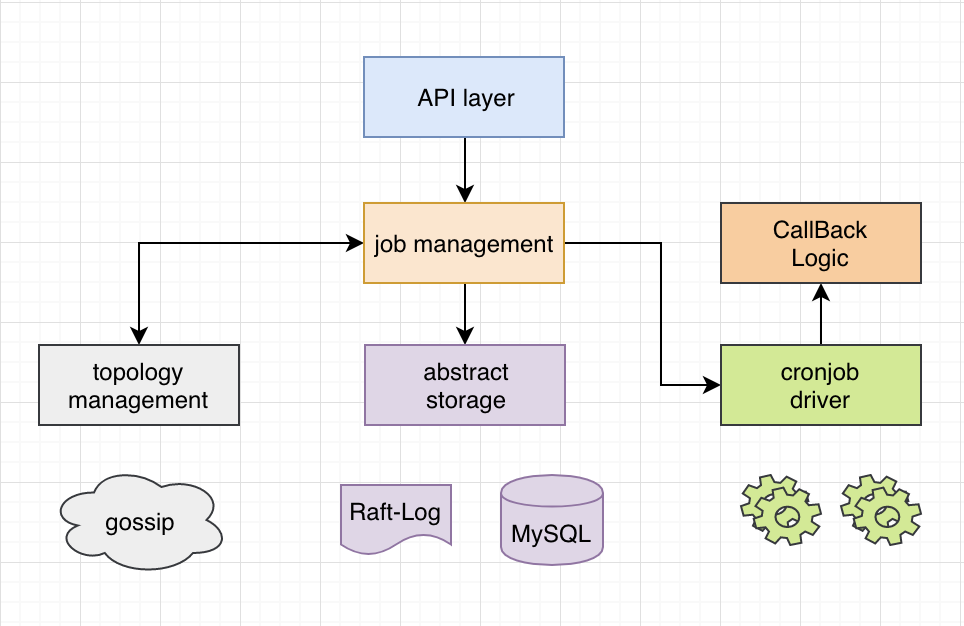 API layer
job management
CallBack
Logic
topology
management
abstract
storage
cronjob
driver
gossip
Raft-Log
MySQL